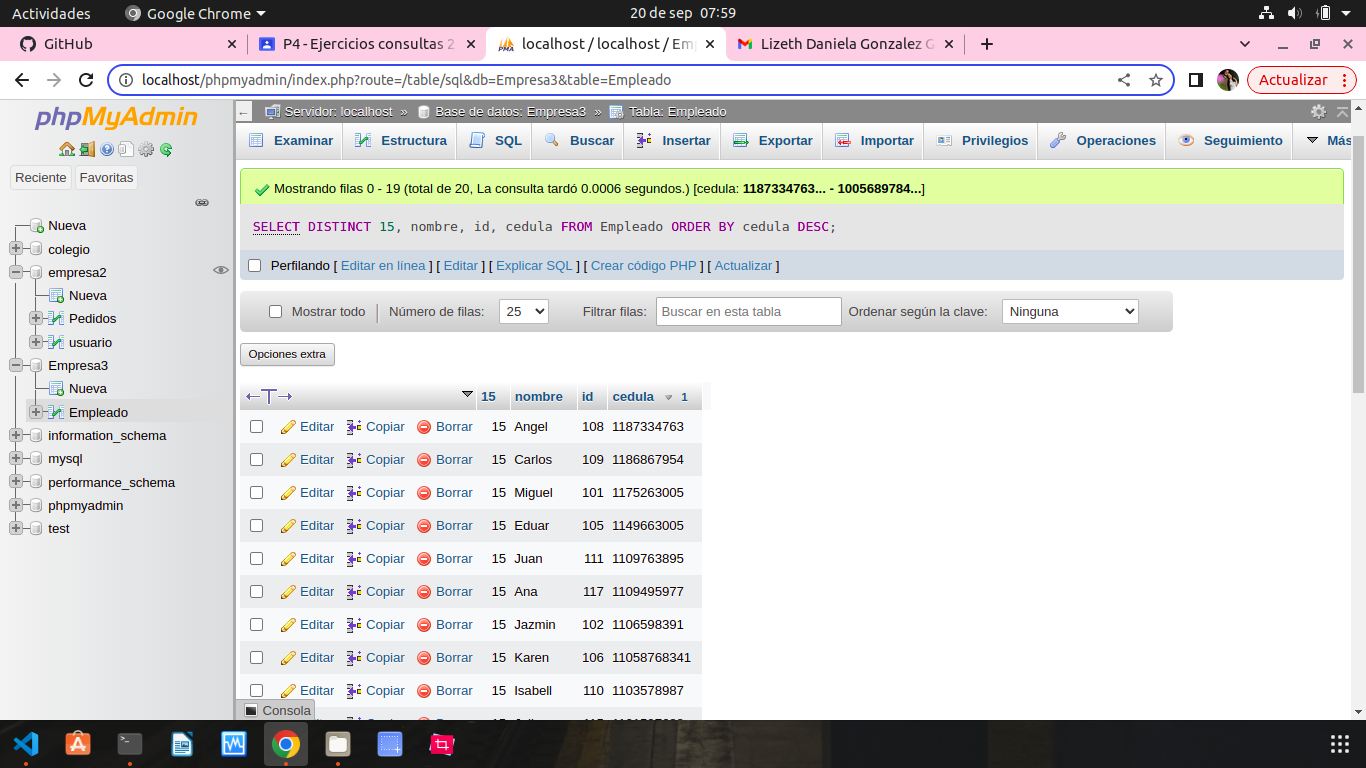 Actividades
Google Chrome
20 de sep 07:59
GitHub
P4 - Ejercicios consultas 2
localhost / localhost / Emp
Lizeth Daniela Gonzalez G
localhost/phpmyadmin/index.php?route=/table/sql&db=Empresa3&table=Empleado
Actualizar
phpMyAdmin
Reciente Favoritas
Nueva
colegio
empresa2
Nueva
Pedidos
usuario
Empresa3
Nueva
Empleado
information_schema
mysql
performance_schema
phpmyadmin
test
Servidor: localhost » Base de datos: Empresa3 » Tabla: Empleado
Examinar Estructura SQL Buscar Insertar Exportar Importar Privilegios Operaciones Seguimiento Más
Mostrando filas 0 - 19 (total de 20, La consulta tardó 0.0006 segundos.) [cedula: 1187334763... - 1005689784...]
SELECT DISTINCT 15, nombre, id, cedula FROM Empleado ORDER BY cedula DESC;
Perfilando [ Editar en línea ] [ Editar ] [ Explicar SQL ] [ Crear código PHP ] [ Actualizar ]
Mostrar todo Número de filas: 25 Filtrar filas: Buscar en esta tabla Ordenar según la clave: Ninguna
Opciones extra
←T→ 15 nombre id cedula 1
Editar Copiar Borrar 15 Angel 108 1187334763
Editar Copiar Borrar 15 Carlos 109 1186867954
Editar Copiar Borrar 15 Miguel 101 1175263005
Editar Copiar Borrar 15 Eduar 105 1149663005
Editar Copiar Borrar 15 Juan 111 1109763895
Editar Copiar Borrar 15 Ana 117 1109495977
Editar Copiar Borrar 15 Jazmin 102 1106598391
Editar Copiar Borrar 15 Karen 106 11058768341
Editar Copiar Borrar 15 Isabell 110 1103578987
Consola